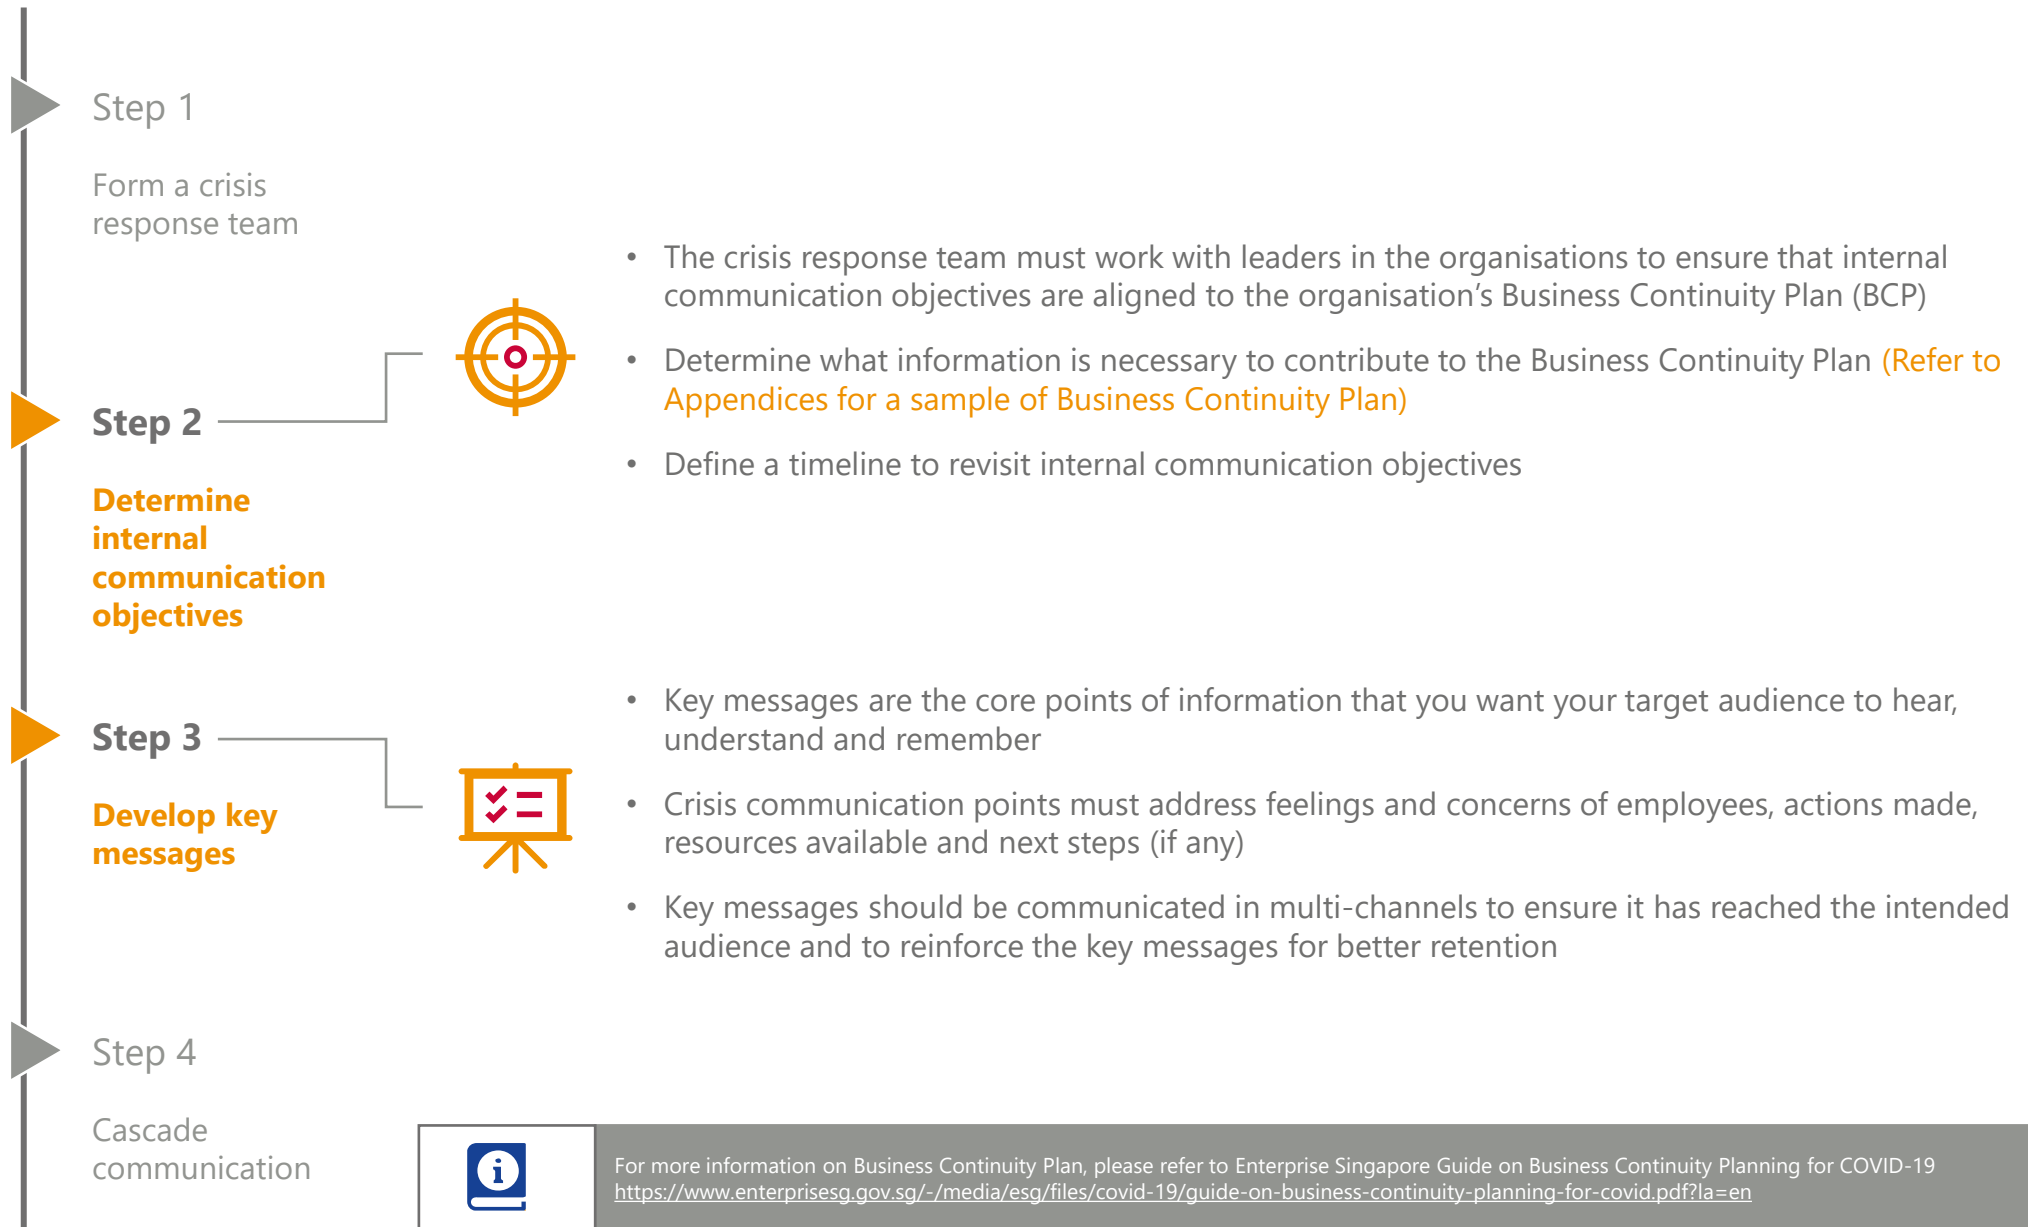 Step 1
Form a crisis
response team
• The crisis response team must work with leaders in the organisations to ensure that internal
communication objectives are aligned to the organisation’s Business Continuity Plan (BCP)
• Determine what information is necessary to contribute to the Business Continuity Plan (Refer to
Appendices for a sample of Business Continuity Plan)
• Define a timeline to revisit internal communication objectives
Step 2
Determine
internal
communication
objectives
Step 3
Develop key
messages
• Key messages are the core points of information that you want your target audience to hear,
understand and remember
• Crisis communication points must address feelings and concerns of employees, actions made,
resources available and next steps (if any)
• Key messages should be communicated in multi-channels to ensure it has reached the intended
audience and to reinforce the key messages for better retention
Step 4
Cascade
communication
For more information on Business Continuity Plan, please refer to Enterprise Singapore Guide on Business Continuity Planning for COVID-19
https://www.enterprisesg.gov.sg/-/media/esg/files/covid-19/guide-on-business-continuity-planning-for-covid.pdf?la=en